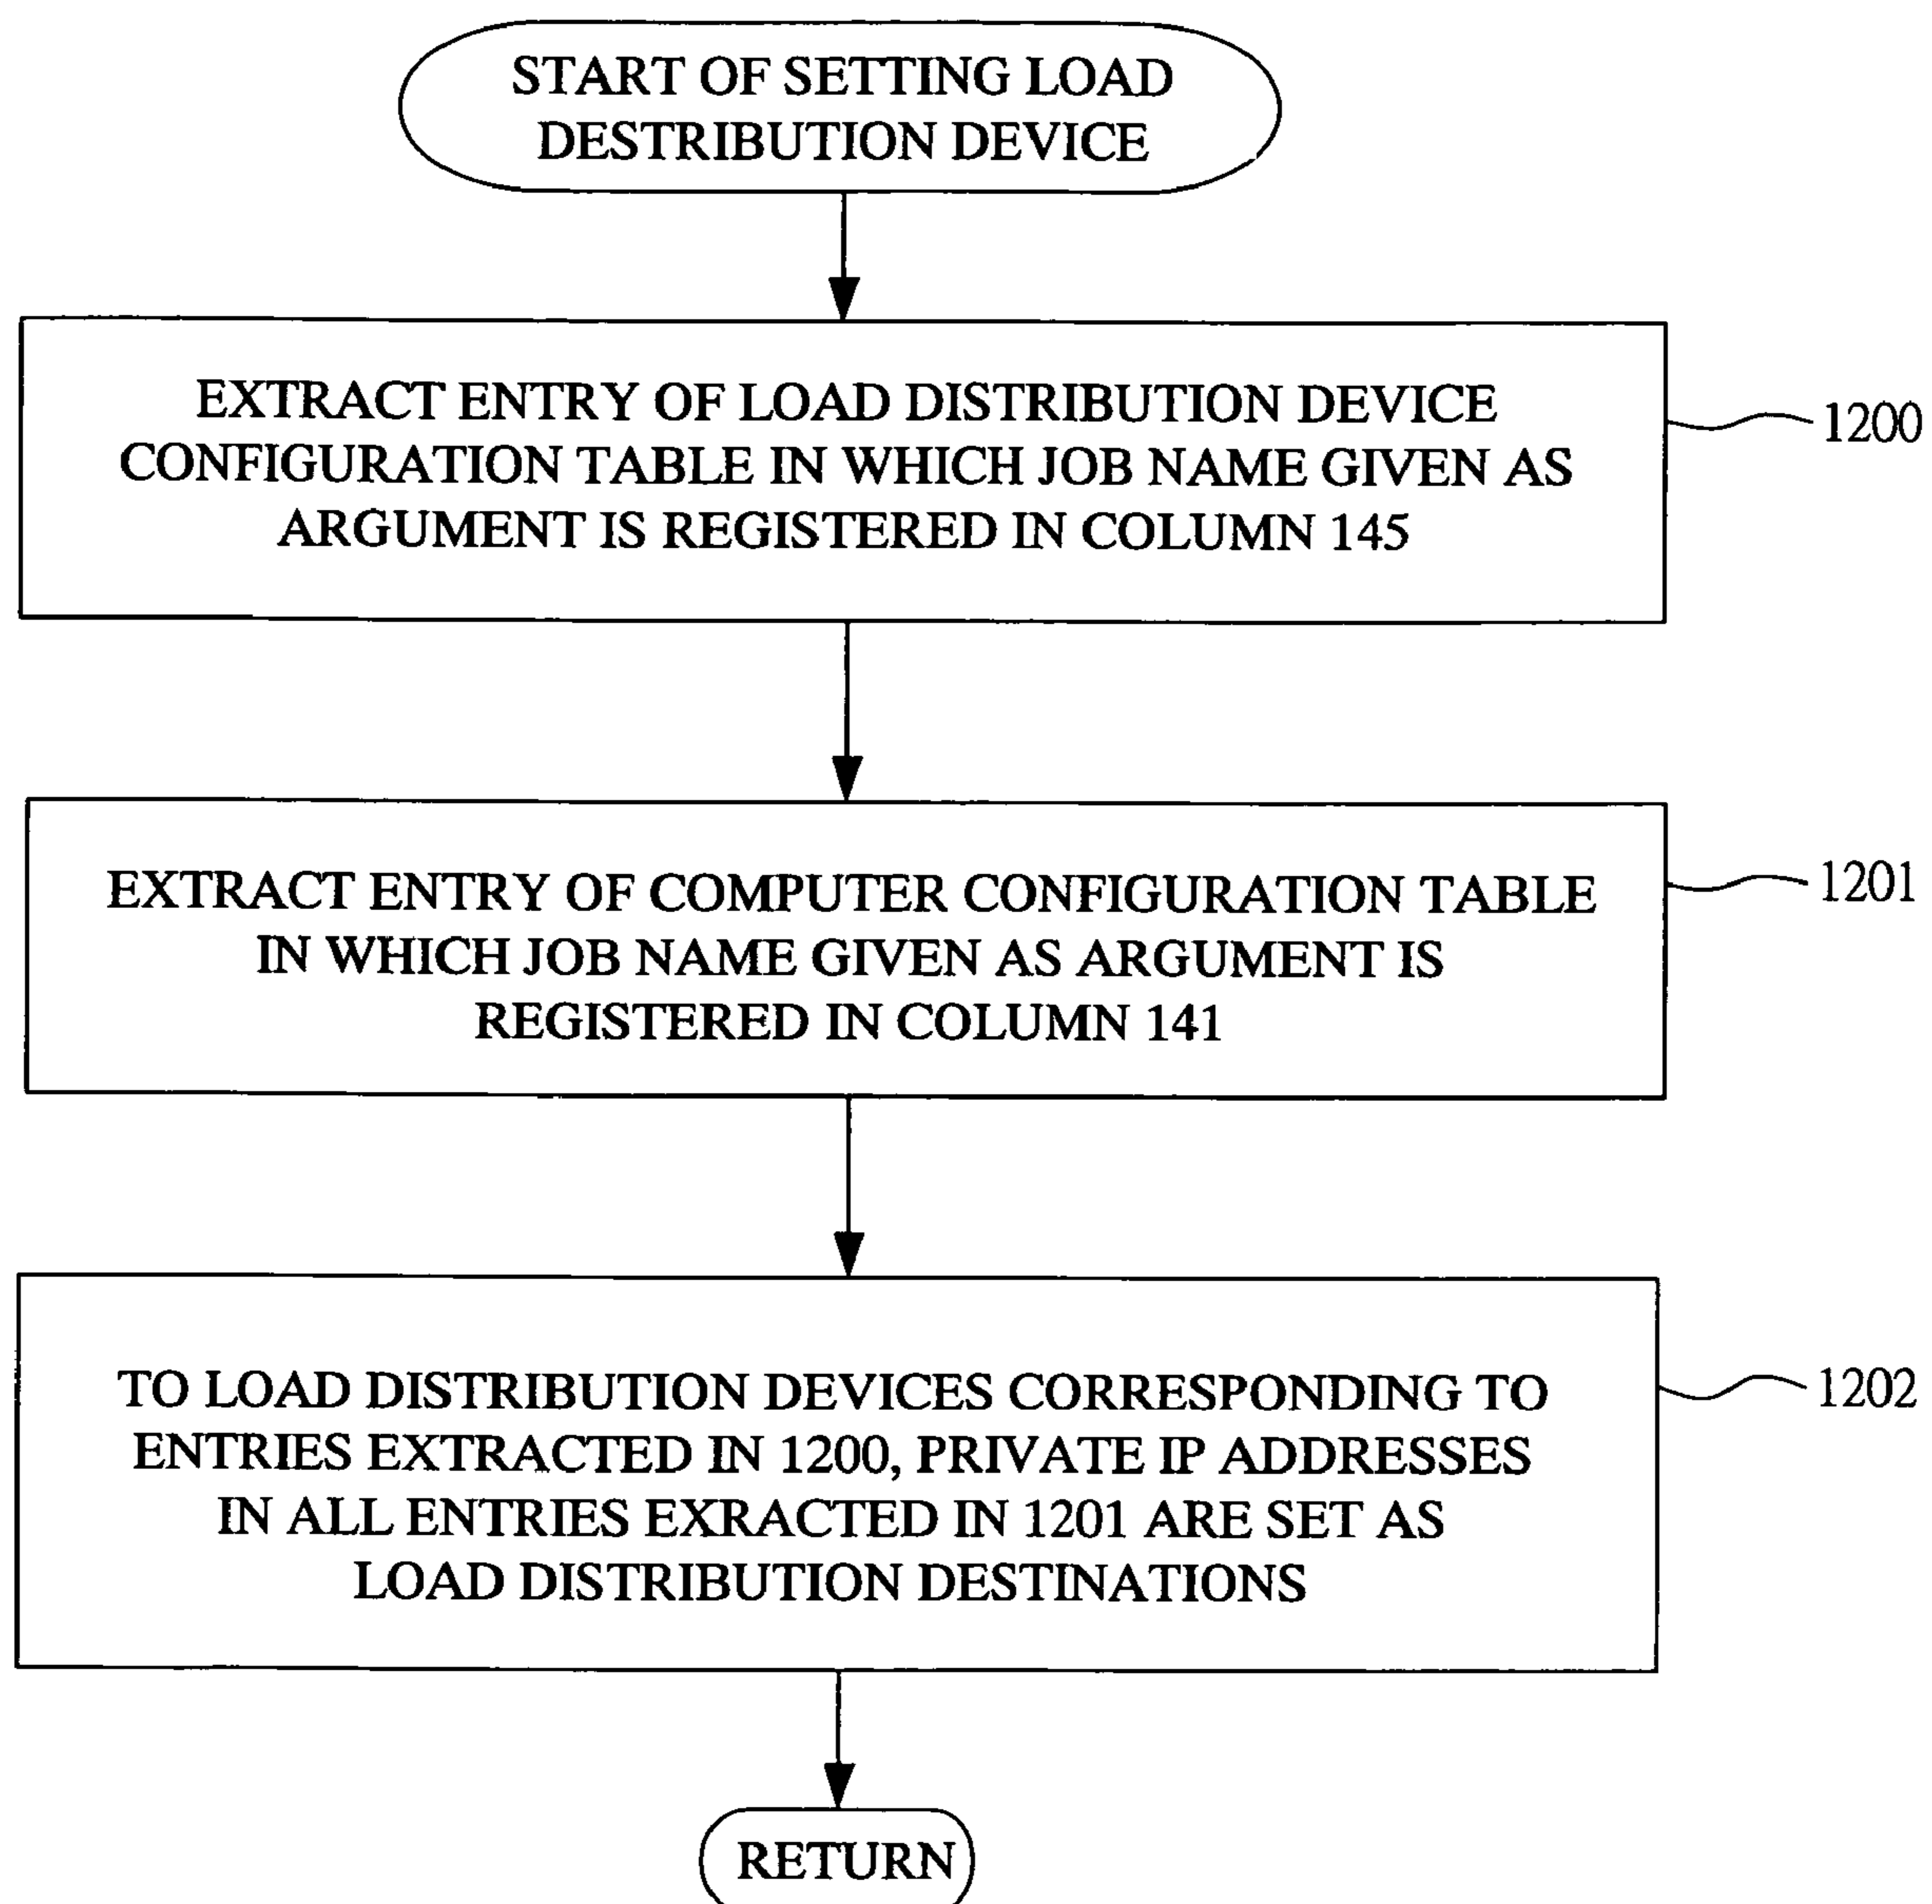 START OF SETTING LOAD
DESTRIBUTION DEVICE
EXTRACT ENTRY OF LOAD DISTRIBUTION DEVICE
CONFIGURATION TABLE IN WHICH JOB NAME GIVEN AS
ARGUMENT IS REGISTERED IN COLUMN 145
1200
EXTRACT ENTRY OF COMPUTER CONFIGURATION TABLE
IN WHICH JOB NAME GIVEN AS ARGUMENT IS
REGISTERED IN COLUMN 141
1201
TO LOAD DISTRIBUTION DEVICES CORRESPONDING TO
ENTRIES EXTRACTED IN 1200, PRIVATE IP ADDRESSES
IN ALL ENTRIES EXRACTED IN 1201 ARE SET AS
LOAD DISTRIBUTION DESTINATIONS
1202
RETURN